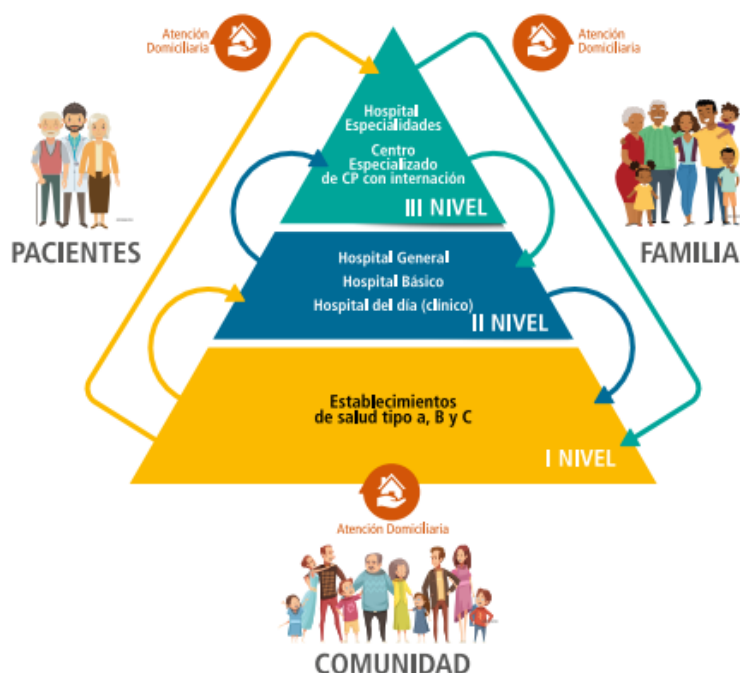 Atención
Domiciliaria
Atención
Domiciliaria
Hospital
Especialidades
Centro
Especializado
de CP con internación
III NIVEL
PACIENTES
FAMILIA
Hospital General
Hospital Básico
Hospital del día (clínico)
II NIVEL
Establecimientos
de salud tipo a, B y C
I NIVEL
Atención Domiciliaria
COMUNIDAD